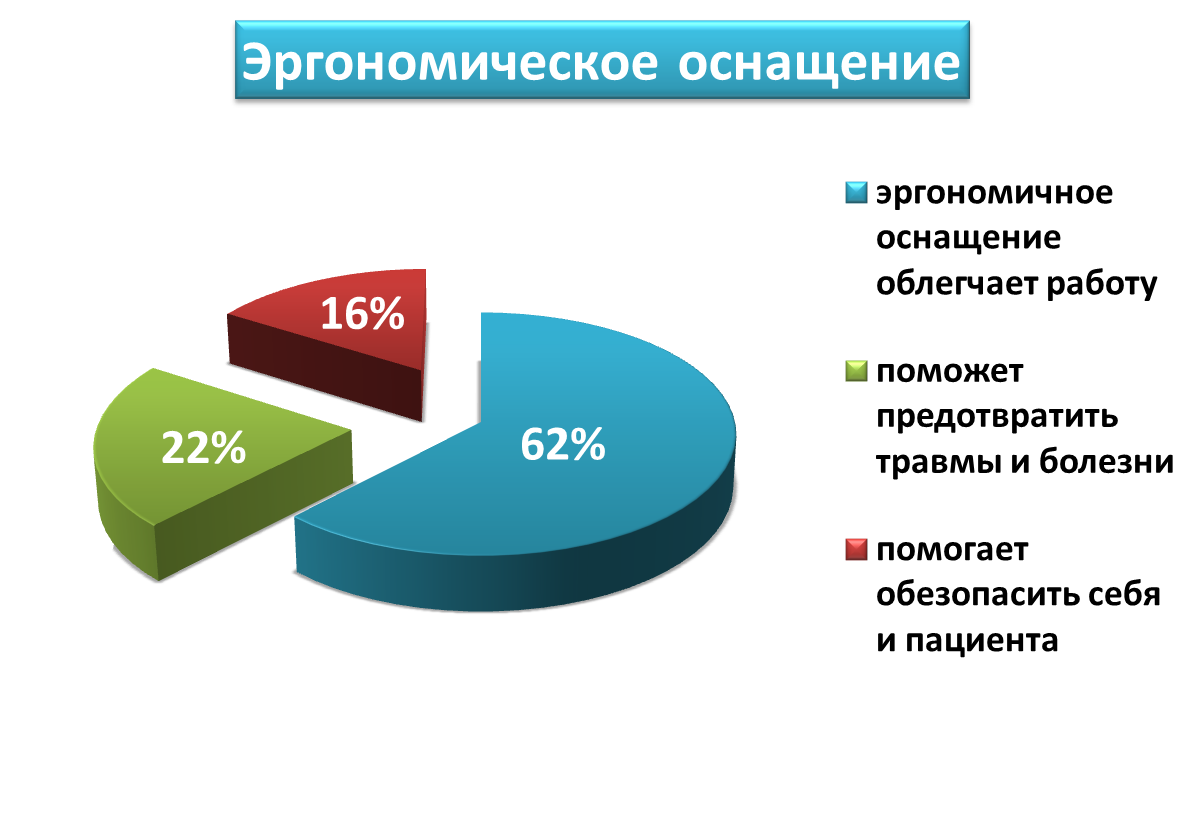 Эргономическое оснащение
эргономичное
оснащение
облегчает работу
16%
поможет
предотвратить
травмы и болезни
22%
62%
помогает
обезопасить себя
и пациента